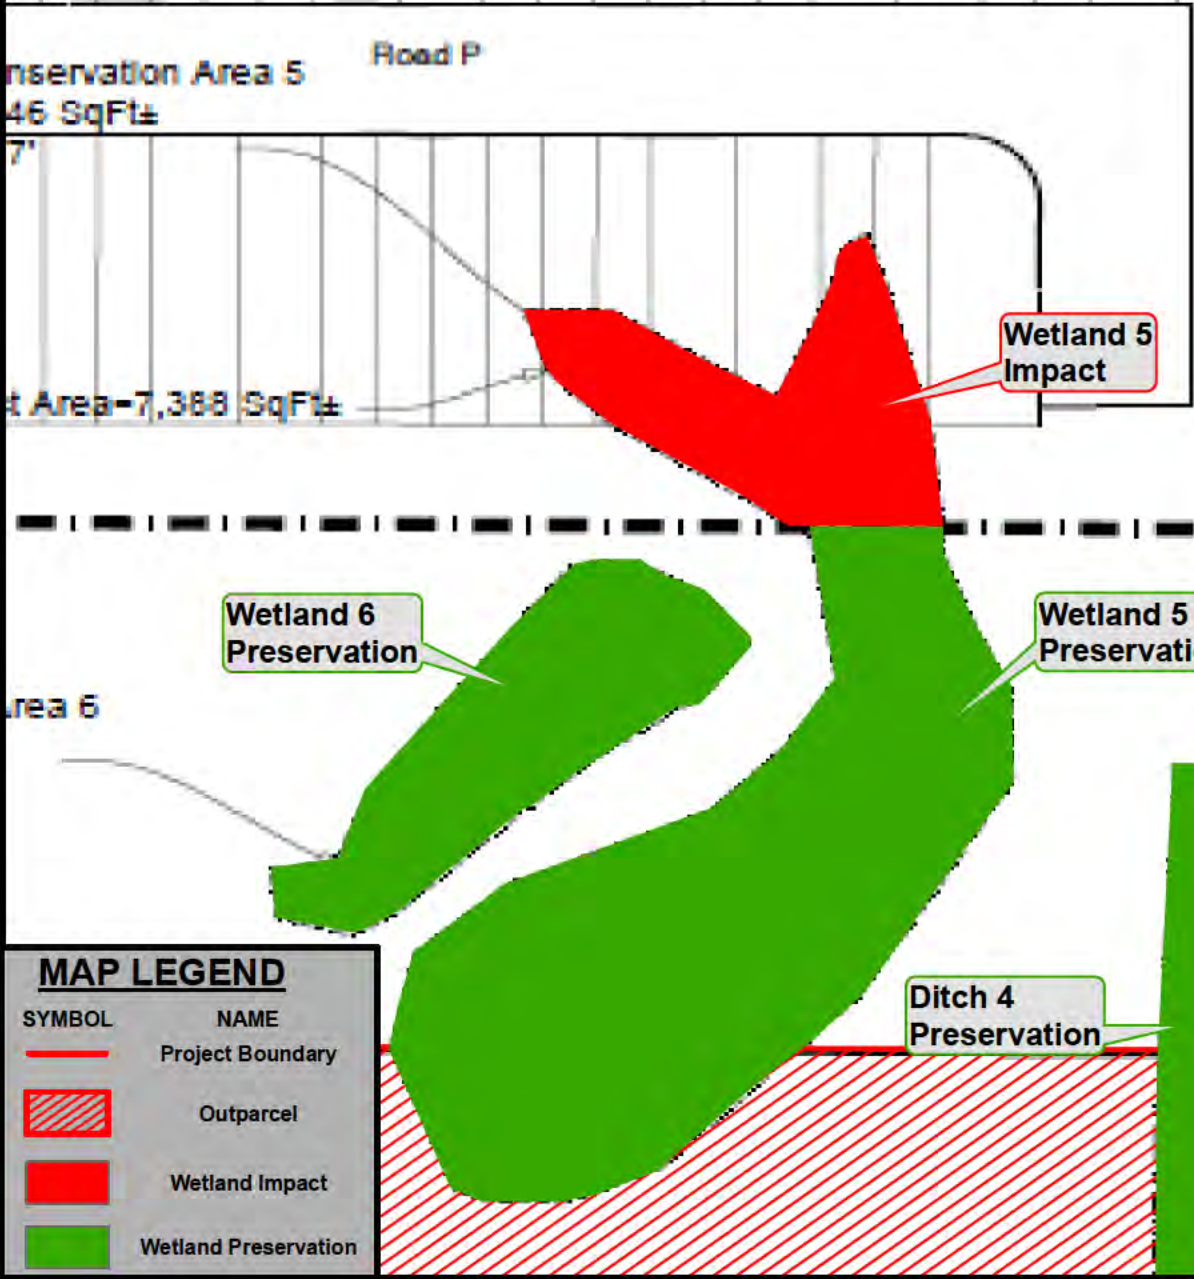 Road P
nservation Area 5
46 SqFt±
7'
Wetland 5
Impact
t Area=7,388 SqFt±
Wetland 6
Preservation
Wetland 5
Preservati
rea 6
MAP LEGEND
SYMBOL NAME
Project Boundary
Outparcel
Wetland Impact
Wetland Preservation
Ditch 4
Preservation